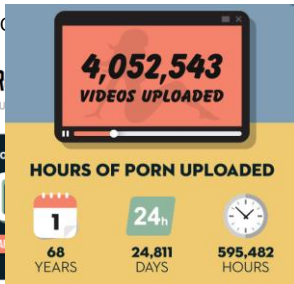 4,052,543
VIDEOS UPLOADED
HOURS OF PORN UPLOADED
1
24h
68
YEARS
24,811
DAYS
595,482
HOURS